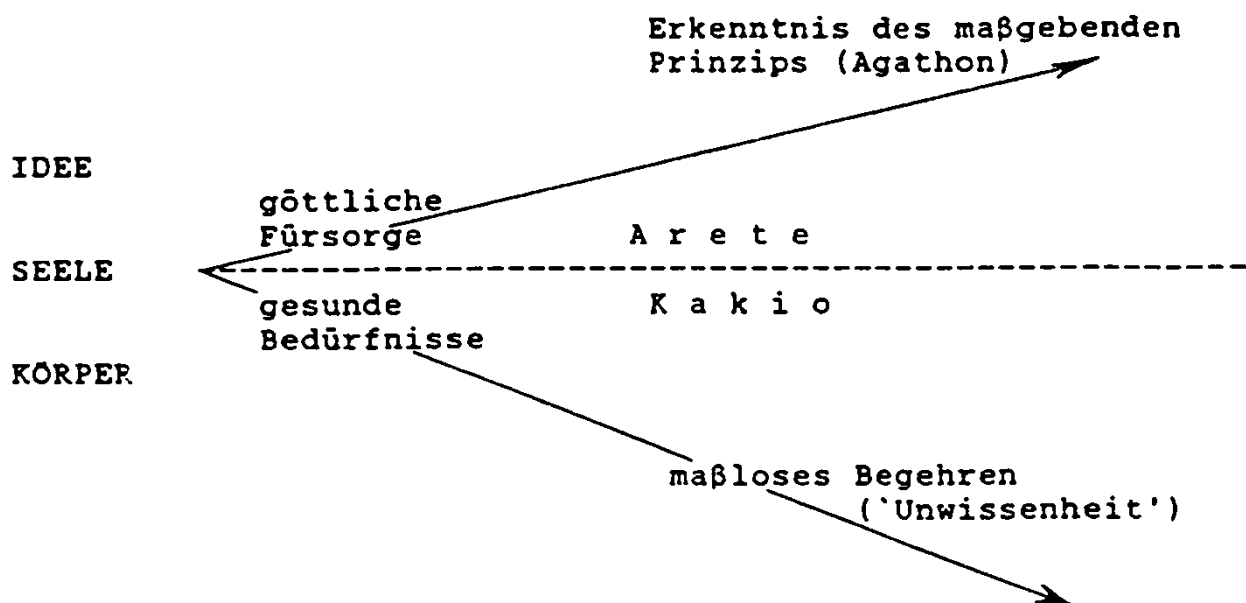 Erkenntnis des maßgebenden
Prinzips (Agathon)
IDEE
göttliche
Fürsorge
A r e t e
SEELE
gesunde
Bedürfnisse
K a k i o
KÖRPER
maßloses Begehren
(`Unwissenheit')